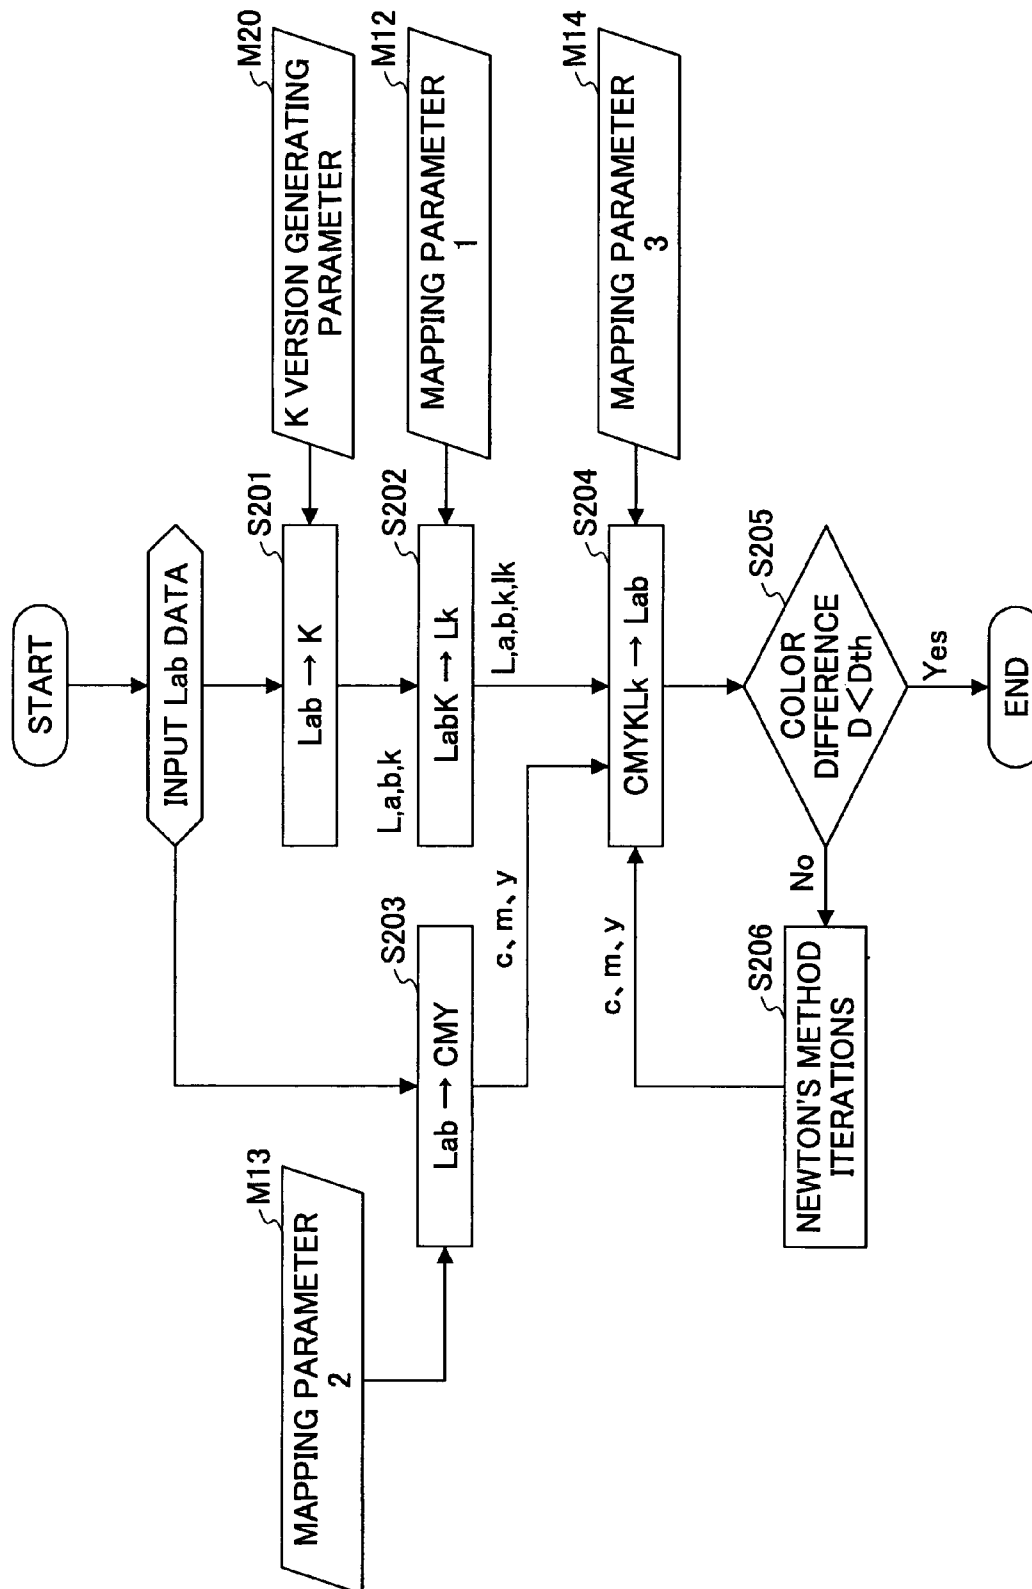 START
INPUT Lab DATA
M20
K VERSION GENERATING
PARAMETER
S201
Lab → K
L,a,b,k
M12
MAPPING PARAMETER
1
S202
LabK → Lk
L,a,b,k,lk
M13
MAPPING PARAMETER
2
S203
Lab → CMY
c、m、y
M14
MAPPING PARAMETER
3
S204
CMYKLk → Lab
c、m、y
S205
COLOR
DIFFERENCE
D<Dth
No
Yes
S206
NEWTON'S METHOD
ITERATIONS
END